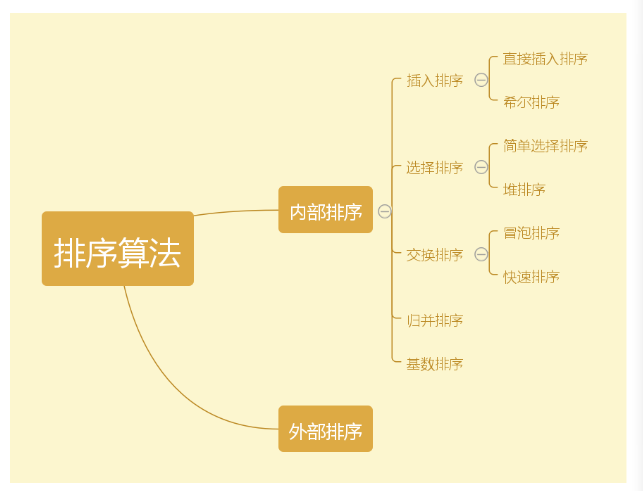 排序算法
内部排序
插入排序
直接插入排序
希尔排序
选择排序
简单选择排序
堆排序
交换排序
冒泡排序
快速排序
归并排序
基数排序
外部排序